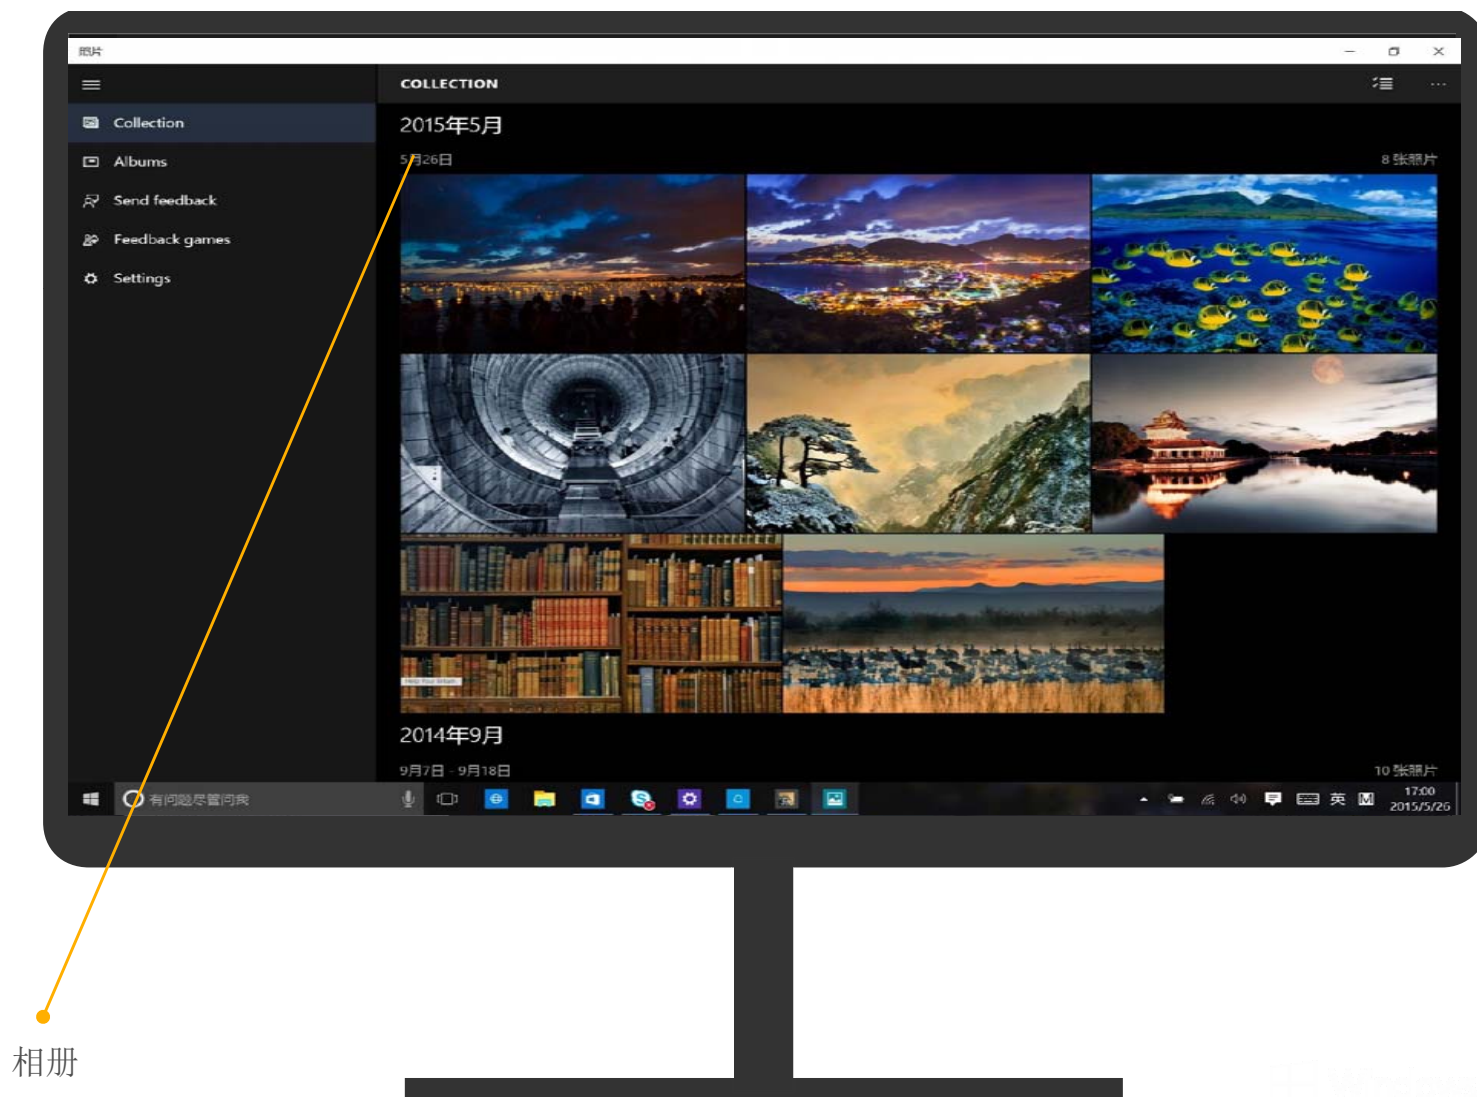 照片
COLLECTION
Collection
Albums
Send feedback
Feedback games
Settings
2015年5月
5月26日
8 张照片
2014年9月
9月7日 - 9月18日
10 张照片
有问题尽管问我
英
M
17:00
2015/5/26
相册